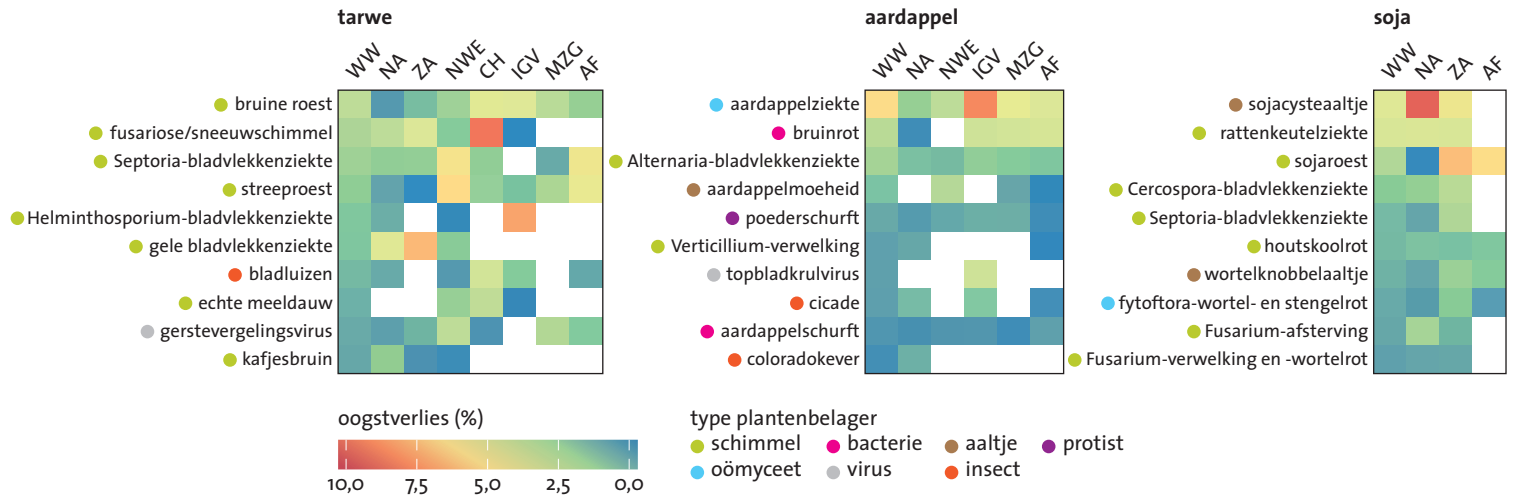 tarwe
WW NA ZA NWE CH IGV MZG AF
bruine roest
fusariose/sneeuwschimmel
Septoria-bladvlekkenziekte
streeproest
Helminthosporium-bladvlekkenziekte
gele bladvlekkenziekte
bladluizen
echte meeldauw
gerstevergelingsvirus
kafjesbruin
aardappel
WW NA NWE IGV MZG AF
aardappelziekte
bruinrot
Alternaria-bladvlekkenziekte
aardappelmoeheid
poederschurft
Verticillium-verwelking
topbladkrulvirus
cicade
aardappelschurft
coloradokever
soja
WW NA ZA AF
sojacysteaaltje
rattenkeutelziekte
sojaroest
Cercospora-bladvlekkenziekte
Septoria-bladvlekkenziekte
houtskoolrot
wortelknobbelaaltje
fytoftora-wortel- en stengelrot
Fusarium-afsterving
Fusarium-verwelking en -wortelrot
oogstverlies (%)
10,0 7,5 5,0 2,5 0,0
type plantenbelager
schimmel bacterie aaltje protist
oömyceet virus insect